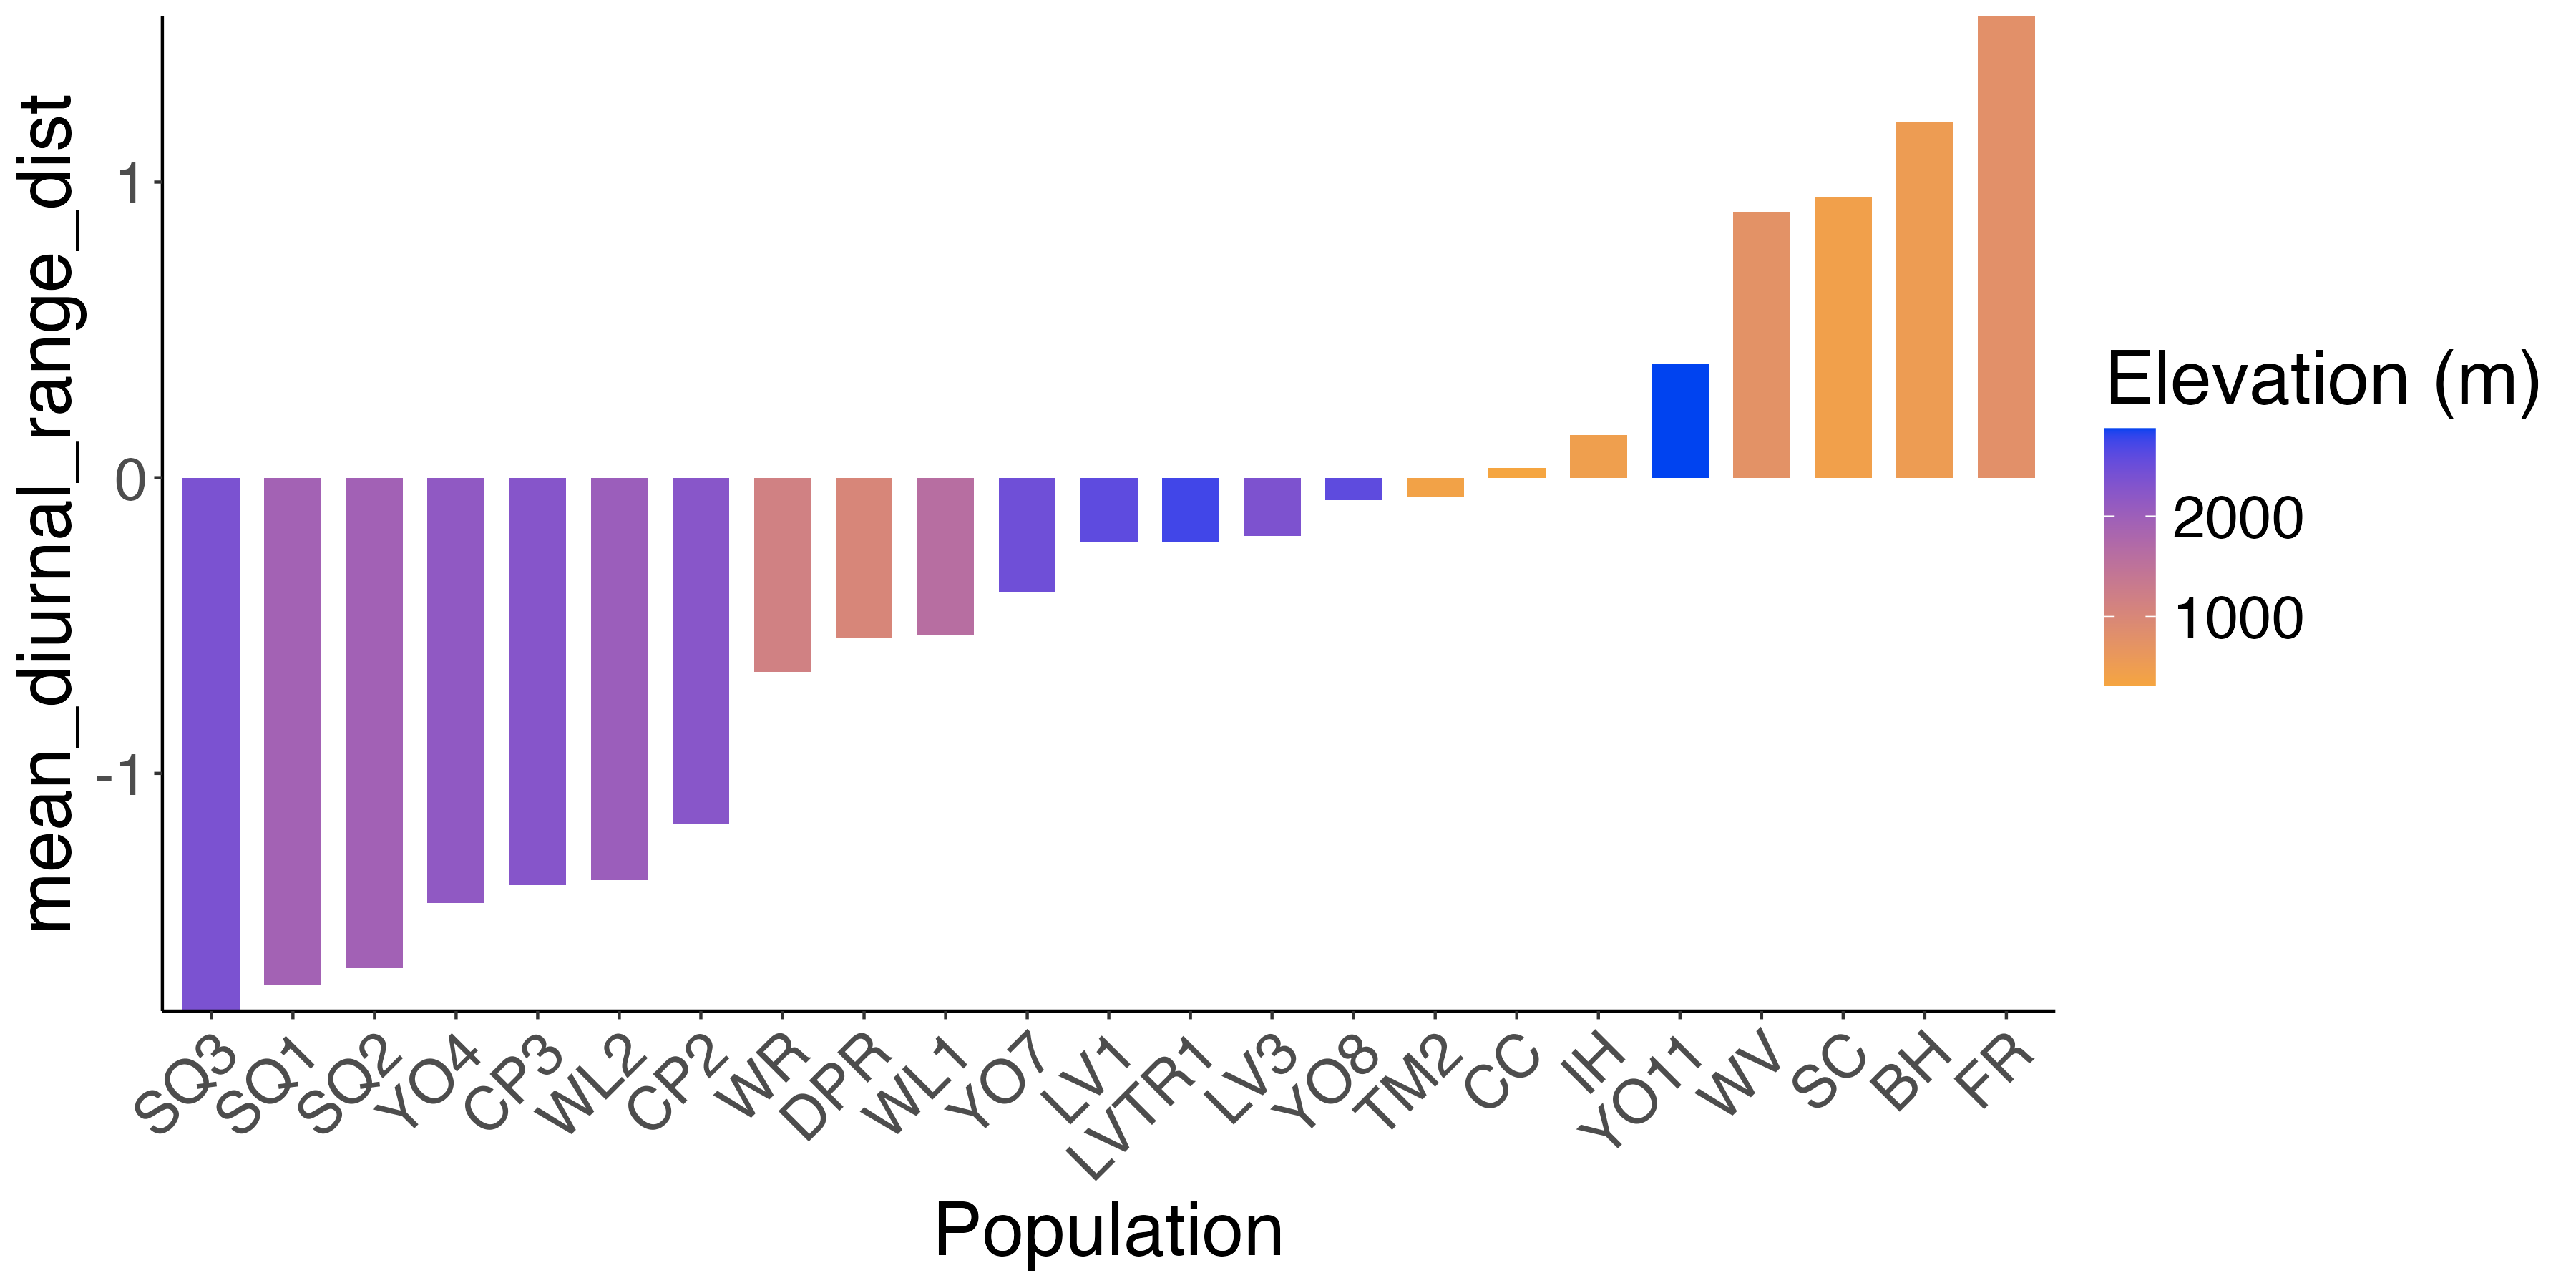 mean_diurnal_range_dist
1
0
-1
SQ3
SQ1
SQ2
YO4
CP3
WL2
CP2
WR
DPR
WL1
YO7
LV1
LVTR1
LV3
YO8
TM2
CC
IH
YO11
WV
SC
BH
FR
Population
Elevation (m)
2000
1000